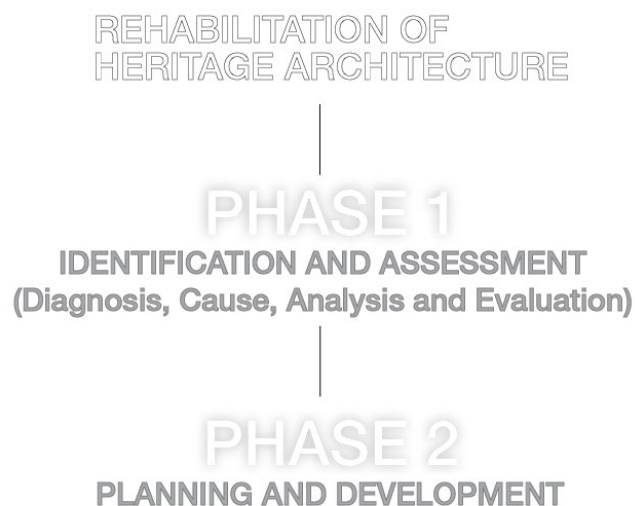 REHABILITATION OF
HERITAGE ARCHITECTURE
PHASE 1
IDENTIFICATION AND ASSESSMENT
(Diagnosis, Cause, Analysis and Evaluation)
PHASE 2
PLANNING AND DEVELOPMENT